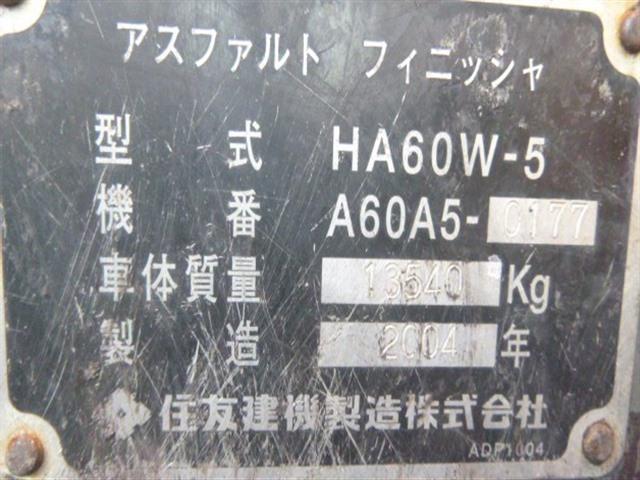 アスファルト フィニッシャ
型式 HA60W-5
機番 A60A5-0177
車体質量 13540 Kg
製造 2004 年
住友建機製造株式会社
ADP1004